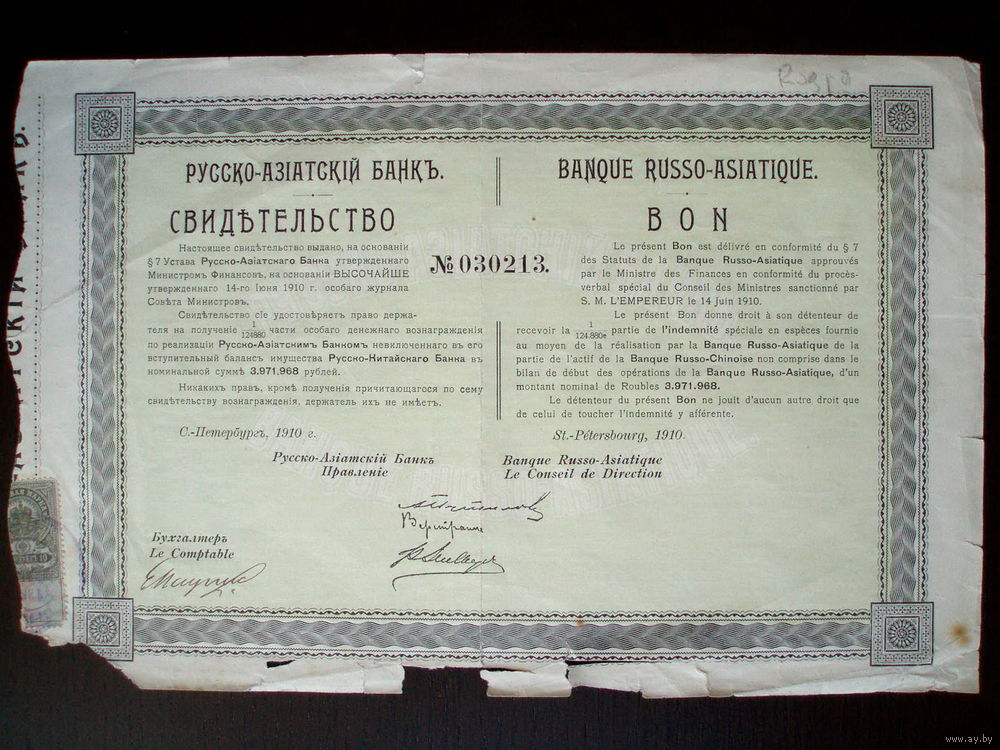 РУССКО-АЗІАТСКІЙ БАНКЪ.
СВИДѢТЕЛЬСТВО
Настоящее свидѣтельство выдано, на основаніи
§ 7 Устава Русско-Азіатскаго Банка утвержденнаго
Министромъ Финансовъ, на основаніи ВЫСОЧАЙШЕ
утвержденнаго 14-го Іюня 1910 г. особаго журнала
Совѣта Министровъ.
Свидѣтельство сіе удостовѣряетъ право держа-
теля на полученіе 1/124880 части особаго денежнаго вознагражденія
по реализаціи Русско-Азіатскимъ Банкомъ невключеннаго въ его
вступительный балансъ имущества Русско-Китайскаго Банка въ
номинальной суммѣ 3.971.968 рублей.
Никакихъ правъ, кромѣ полученія причитающагося по сему
свидѣтельству вознагражденія, держатель ихъ не имѣетъ.
С.-Петербургъ, 1910 г.
Русско-Азіатскій Банкъ
Правленіе
№ 030213.
BANQUE RUSSO-ASIATIQUE.
BON
Le présent Bon est délivré en conformité du § 7
des Statuts de la Banque Russo-Asiatique approuvés
par le Ministre des Finances en conformité du procès-
verbal spécial du Conseil des Ministres sanctionné par
S. M. L'EMPEREUR le 14 Juin 1910.
Le présent Bon donne droit à son détenteur de
recevoir la 1/124.880e partie de l'indemnité spéciale en espèces fournie
au moyen de la réalisation par la Banque Russo-Asiatique de la
partie de l'actif de la Banque Russo-Chinoise non comprise dans le
bilan de début des opérations de la Banque Russo-Asiatique, d'un
montant nominal de Roubles 3.971.968.
Le détenteur du présent Bon ne jouit d'aucun autre droit que
de celui de toucher l'indemnité y afférente.
St.-Pétersbourg, 1910.
Banque Russo-Asiatique
Le Conseil de Direction
Бухгалтеръ
Le Comptable
www.ay.by